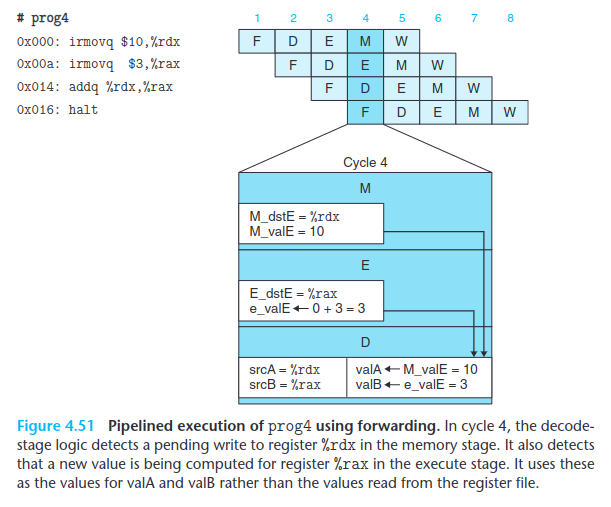 # prog4
1 2 3 4 5 6 7 8
0x000: irmovq $10,%rdx F D E M W
0x00a: irmovq $3,%rax F D E M W
0x014: addq %rdx,%rax F D E M W
0x016: halt F D E M W
Cycle 4
M
M_dstE = %rdx
M_valE = 10
E
E_dstE = %rax
e_valE ← 0 + 3 = 3
D
srcA = %rdx valA ← M_valE = 10
srcB = %rax valB ← e_valE = 3
Figure 4.51 Pipelined execution of prog4 using forwarding. In cycle 4, the decode-
stage logic detects a pending write to register %rdx in the memory stage. It also detects
that a new value is being computed for register %rax in the execute stage. It uses these
as the values for valA and valB rather than the values read from the register file.